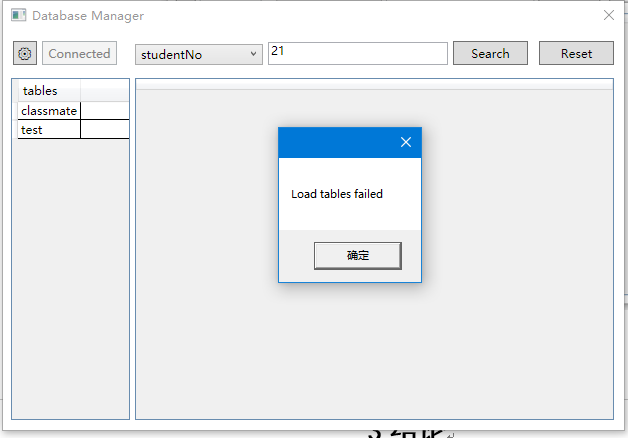 Database Manager
Connected
studentNo
21
Search
Reset
tables
classmate
test
Load tables failed
确定